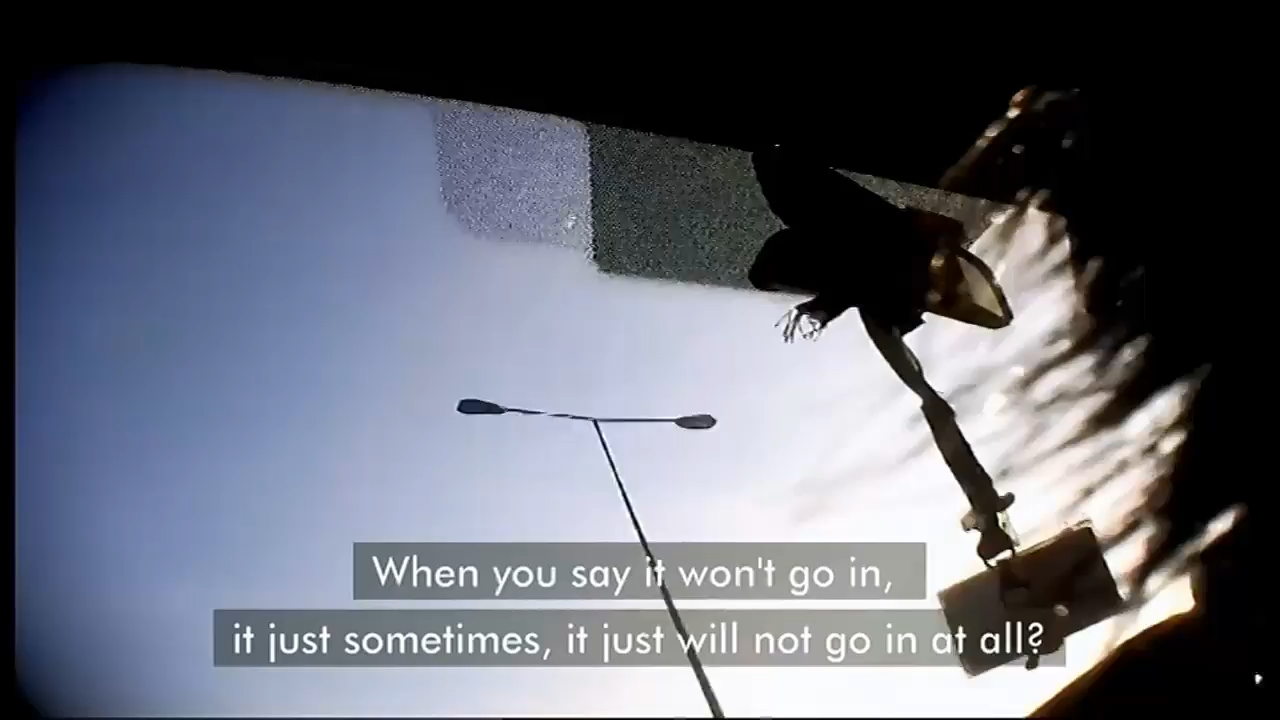 When you say it won't go in,
it just sometimes, it just will not go in at all?